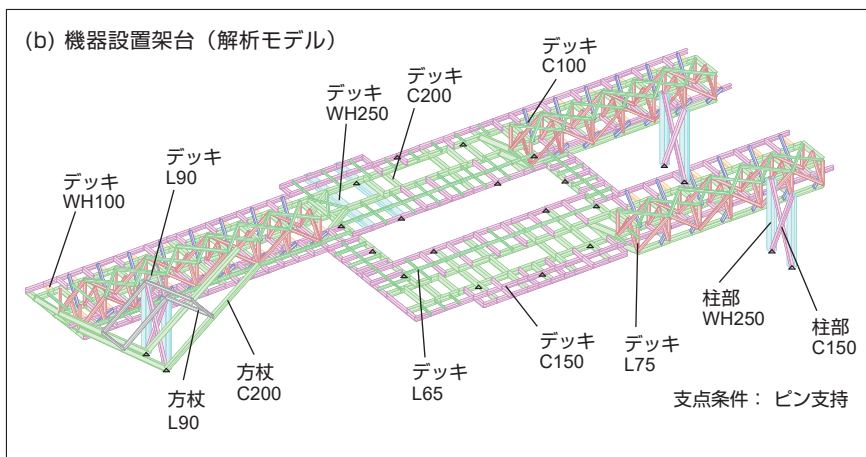 (b) 機器設置架台（解析モデル）
デッキ
C100
デッキ
C200
デッキ
WH250
デッキ
L90
デッキ
WH100
柱部
WH250
柱部
C150
デッキ
L75
デッキ
C150
デッキ
L65
方杖
C200
方杖
L90
支点条件： ピン支持